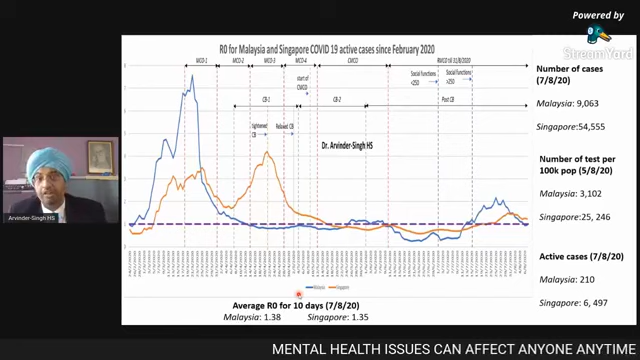 Powered by
StreamYard
R0 for Malaysia and Singapore COVID 19 active cases since February 2020
MCO-1
MCO-2
MCO-3
MCO-4
CMCO
RMCO till 31/8/2020
start of
CMCO
Social functions
<250
Social functions
>250
CB-1
CB-2
Post CB
Tightened
CB
Relaxed CB
Dr. Arvinder-Singh HS
Malaysia
Singapore
Average R0 for 10 days (7/8/20)
Malaysia: 1.38 Singapore: 1.35
Number of cases
(7/8/20)
Malaysia: 9,063
Singapore:54,555
Number of test per
100k pop (5/8/20)
Malaysia: 3,102
Singapore:25, 246
Active cases (7/8/20)
Malaysia: 210
Singapore: 6, 497
Arvinder-Singh HS
MENTAL HEALTH ISSUES CAN AFFECT ANYONE ANYTIME